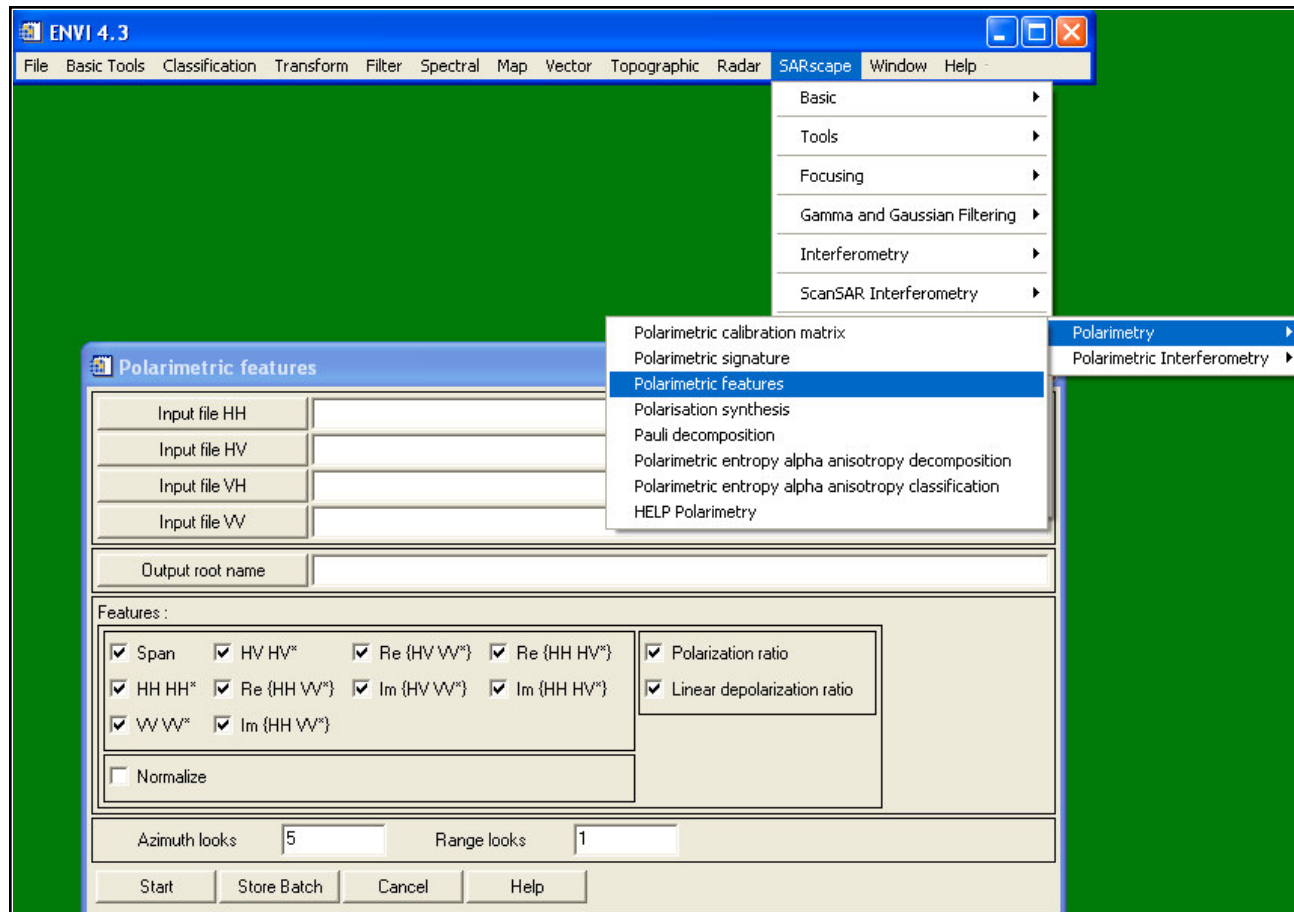 ENVI 4.3
File Basic Tools Classification Transform Filter Spectral Map Vector Topographic Radar SARscape Window Help
Basic
Tools
Focusing
Gamma and Gaussian Filtering
Interferometry
ScanSAR Interferometry
Polarimetry
Polarimetric Interferometry
Polarimetric calibration matrix
Polarimetric signature
Polarimetric features
Polarisation synthesis
Pauli decomposition
Polarimetric entropy alpha anisotropy decomposition
Polarimetric entropy alpha anisotropy classification
HELP Polarimetry
Polarimetric features
Input file HH
Input file HV
Input file VH
Input file VV
Output root name
Features :
Span HV HV* Re {HV VV*} Re {HH HV*} Polarization ratio
HH HH* Re {HH VV*} Im {HV VV*} Im {HH HV*} Linear depolarization ratio
VV VV* Im {HH VV*}
Normalize
Azimuth looks 5 Range looks 1
Start Store Batch Cancel Help